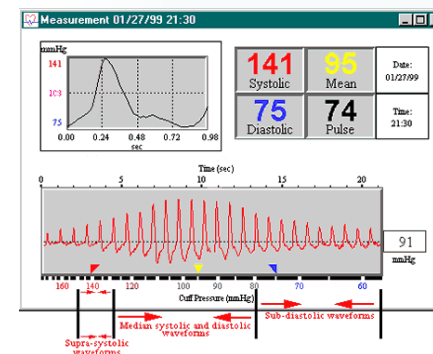 Measurement 01/27/99 21:30
mmHg
141
103
75
0.00 0.24 0.48 0.72 0.98
sec
141
Systolic
95
Mean
75
Diastolic
74
Pulse
Date:
01/27/99
Time:
21:30
Time (sec)
0 5 10 15 20
91
mmHg
160 140 120 100 90 80 70 60
Cuff Pressure (mmHg)
Supra-systolic
waveforms
Median systolic and diastolic
waveforms
Sub-diastolic waveforms